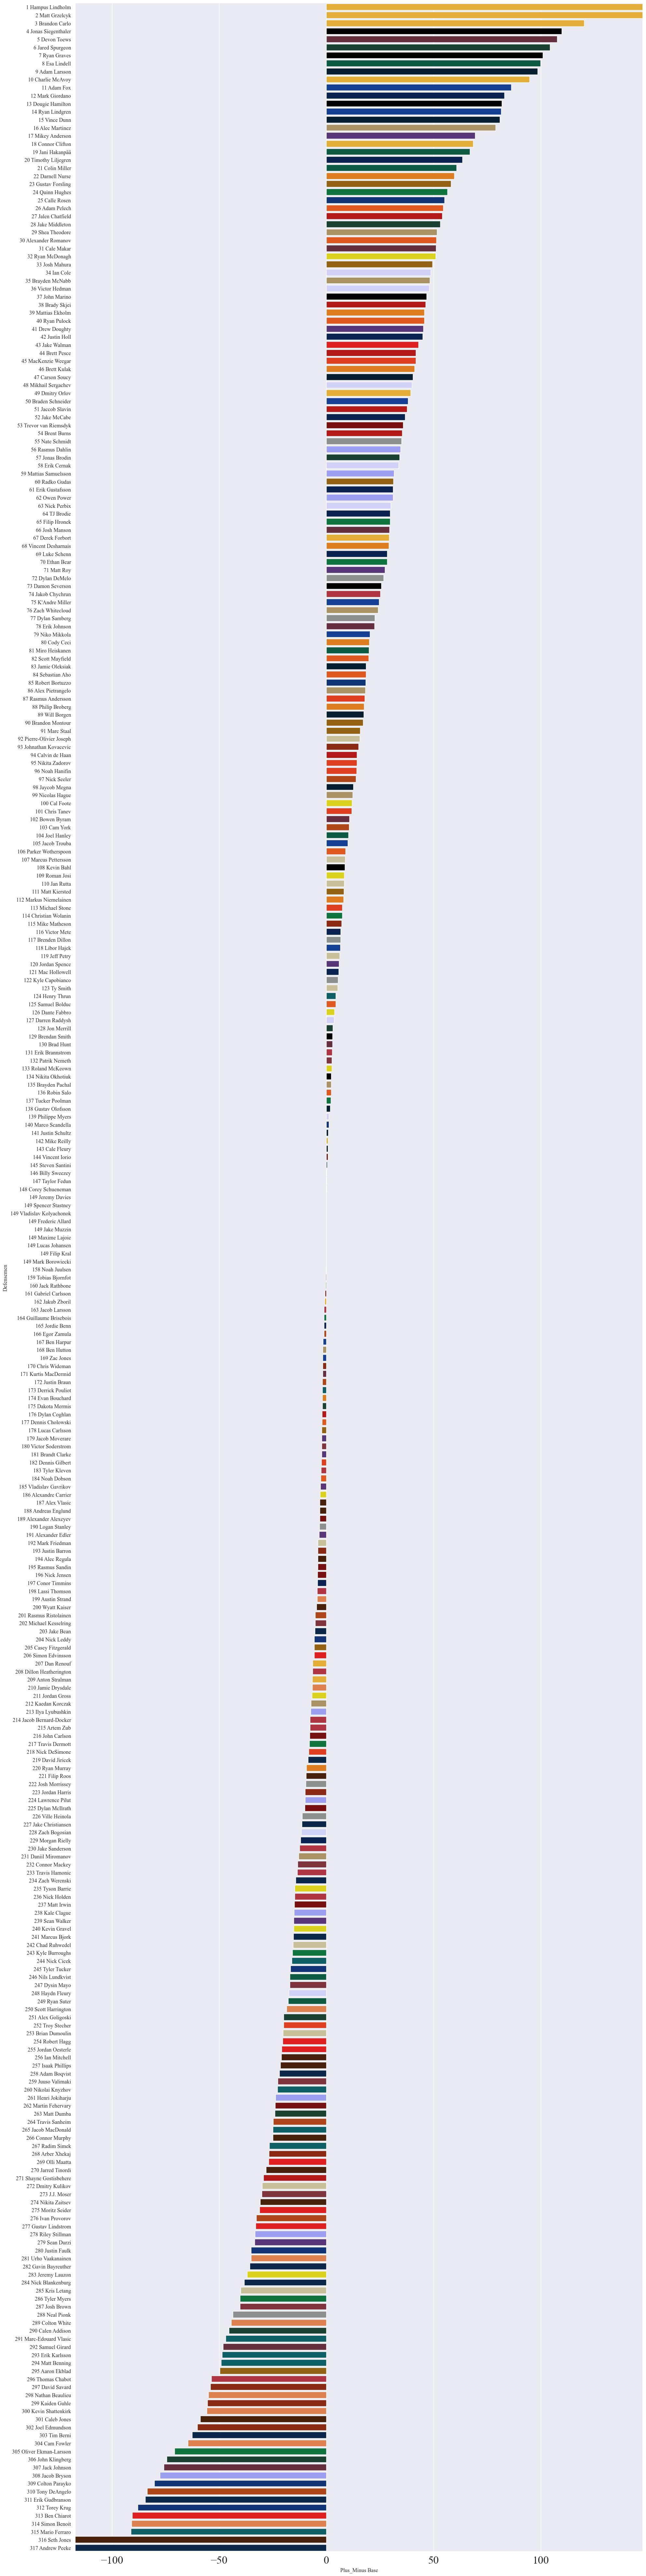 1 Hampus Lindholm
2 Matt Grzelcyk
3 Brandon Carlo
4 Jonas Siegenthaler
5 Devon Toews
6 Jared Spurgeon
7 Ryan Graves
8 Esa Lindell
9 Adam Larsson
10 Charlie McAvoy
11 Adam Fox
12 Mark Giordano
13 Dougie Hamilton
14 Ryan Lindgren
15 Vince Dunn
16 Alec Martinez
17 Mikey Anderson
18 Connor Clifton
19 Jani Hakanpää
20 Timothy Liljegren
21 Colin Miller
22 Darnell Nurse
23 Gustav Forsling
24 Quinn Hughes
25 Calle Rosen
26 Adam Pelech
27 Jalen Chatfield
28 Jake Middleton
29 Shea Theodore
30 Alexander Romanov
31 Cale Makar
32 Ryan McDonagh
33 Josh Mahura
34 Ian Cole
35 Brayden McNabb
36 Victor Hedman
37 John Marino
38 Brady Skjei
39 Mattias Ekholm
40 Ryan Pulock
41 Drew Doughty
42 Justin Holl
43 Jake Walman
44 Brett Pesce
45 MacKenzie Weegar
46 Brett Kulak
47 Carson Soucy
48 Mikhail Sergachev
49 Dmitry Orlov
50 Braden Schneider
51 Jaccob Slavin
52 Jake McCabe
53 Trevor van Riemsdyk
54 Brent Burns
55 Nate Schmidt
56 Rasmus Dahlin
57 Jonas Brodin
58 Erik Cernak
59 Mattias Samuelsson
60 Radko Gudas
61 Erik Gustafsson
62 Owen Power
63 Nick Perbix
64 TJ Brodie
65 Filip Hronek
66 Josh Manson
67 Derek Forbort
68 Vincent Desharnais
69 Luke Schenn
70 Ethan Bear
71 Matt Roy
72 Dylan DeMelo
73 Damon Severson
74 Jakob Chychrun
75 K'Andre Miller
76 Zach Whitecloud
77 Dylan Samberg
78 Erik Johnson
79 Niko Mikkola
80 Cody Ceci
81 Miro Heiskanen
82 Scott Mayfield
83 Jamie Oleksiak
84 Sebastian Aho
85 Robert Bortuzzo
86 Alex Pietrangelo
87 Rasmus Andersson
88 Philip Broberg
89 Will Borgen
90 Brandon Montour
91 Marc Staal
92 Pierre-Olivier Joseph
93 Johnathan Kovacevic
94 Calvin de Haan
95 Nikita Zadorov
96 Noah Hanifin
97 Nick Seeler
98 Jaycob Megna
99 Nicolas Hague
100 Cal Foote
101 Chris Tanev
102 Bowen Byram
103 Cam York
104 Joel Hanley
105 Jacob Trouba
106 Parker Wotherspoon
107 Marcus Pettersson
108 Kevin Bahl
109 Roman Josi
110 Jan Rutta
111 Matt Kiersted
112 Markus Niemelainen
113 Michael Stone
114 Christian Wolanin
115 Mike Matheson
116 Victor Mete
117 Brenden Dillon
118 Libor Hajek
119 Jeff Petry
120 Jordan Spence
121 Mac Hollowell
122 Kyle Capobianco
123 Ty Smith
124 Henry Thrun
125 Samuel Bolduc
126 Dante Fabbro
127 Darren Raddysh
128 Jon Merrill
129 Brendan Smith
130 Brad Hunt
131 Erik Brannstrom
132 Patrik Nemeth
133 Roland McKeown
134 Nikita Okhotiuk
135 Brayden Pachal
136 Robin Salo
137 Tucker Poolman
138 Gustav Olofsson
139 Philippe Myers
140 Marco Scandella
141 Justin Schultz
142 Mike Reilly
143 Cale Fleury
144 Vincent Iorio
145 Steven Santini
146 Billy Sweezey
147 Taylor Fedun
148 Corey Schueneman
149 Jeremy Davies
149 Spencer Stastney
149 Vladislav Kolyachonok
149 Frederic Allard
149 Jake Muzzin
149 Maxime Lajoie
149 Lucas Johansen
149 Filip Kral
149 Mark Borowiecki
158 Noah Juulsen
159 Tobias Bjornfot
160 Jack Rathbone
161 Gabriel Carlsson
162 Jakub Zboril
163 Jacob Larsson
164 Guillaume Brisebois
165 Jordie Benn
166 Egor Zamula
167 Ben Harpur
168 Ben Hutton
169 Zac Jones
170 Chris Wideman
171 Kurtis MacDermid
172 Justin Braun
173 Derrick Pouliot
174 Evan Bouchard
175 Dakota Mermis
176 Dylan Coghlan
177 Dennis Cholowski
178 Lucas Carlsson
179 Jacob Moverare
180 Victor Soderstrom
181 Brandt Clarke
182 Dennis Gilbert
183 Tyler Kleven
184 Noah Dobson
185 Vladislav Gavrikov
186 Alexandre Carrier
187 Alex Vlasic
188 Andreas Englund
189 Alexander Alexeyev
190 Logan Stanley
191 Alexander Edler
192 Mark Friedman
193 Justin Barron
194 Alec Regula
195 Rasmus Sandin
196 Nick Jensen
197 Conor Timmins
198 Lassi Thomson
199 Austin Strand
200 Wyatt Kaiser
201 Rasmus Ristolainen
202 Michael Kesselring
203 Jake Bean
204 Nick Leddy
205 Casey Fitzgerald
206 Simon Edvinsson
207 Dan Renouf
208 Dillon Heatherington
209 Anton Stralman
210 Jamie Drysdale
211 Jordan Gross
212 Kaedan Korczak
213 Ilya Lyubushkin
214 Jacob Bernard-Docker
215 Artem Zub
216 John Carlson
217 Travis Dermott
218 Nick DeSimone
219 David Jiricek
220 Ryan Murray
221 Filip Roos
222 Josh Morrissey
223 Jordan Harris
224 Lawrence Pilut
225 Dylan McIlrath
226 Ville Heinola
227 Jake Christiansen
228 Zach Bogosian
229 Morgan Rielly
230 Jake Sanderson
231 Daniil Miromanov
232 Connor Mackey
233 Travis Hamonic
234 Zach Werenski
235 Tyson Barrie
236 Nick Holden
237 Matt Irwin
238 Kale Clague
239 Sean Walker
240 Kevin Gravel
241 Marcus Bjork
242 Chad Ruhwedel
243 Kyle Burroughs
244 Nick Cicek
245 Tyler Tucker
246 Nils Lundkvist
247 Dysin Mayo
248 Haydn Fleury
249 Ryan Suter
250 Scott Harrington
251 Alex Goligoski
252 Troy Stecher
253 Brian Dumoulin
254 Robert Hagg
255 Jordan Oesterle
256 Ian Mitchell
257 Isaak Phillips
258 Adam Boqvist
259 Juuso Valimaki
260 Nikolai Knyzhov
261 Henri Jokiharju
262 Martin Fehervary
263 Matt Dumba
264 Travis Sanheim
265 Jacob MacDonald
266 Connor Murphy
267 Radim Simek
268 Arber Xhekaj
269 Olli Maatta
270 Jarred Tinordi
271 Shayne Gostisbehere
272 Dmitry Kulikov
273 J.J. Moser
274 Nikita Zaitsev
275 Moritz Seider
276 Ivan Provorov
277 Gustav Lindstrom
278 Riley Stillman
279 Sean Durzi
280 Justin Faulk
281 Urho Vaakanainen
282 Gavin Bayreuther
283 Jeremy Lauzon
284 Nick Blankenburg
285 Kris Letang
286 Tyler Myers
287 Josh Brown
288 Neal Pionk
289 Colton White
290 Calen Addison
291 Marc-Edouard Vlasic
292 Samuel Girard
293 Erik Karlsson
294 Matt Benning
295 Aaron Ekblad
296 Thomas Chabot
297 David Savard
298 Nathan Beaulieu
299 Kaiden Guhle
300 Kevin Shattenkirk
301 Caleb Jones
302 Joel Edmundson
303 Tim Berni
304 Cam Fowler
305 Oliver Ekman-Larsson
306 John Klingberg
307 Jack Johnson
308 Jacob Bryson
309 Colton Parayko
310 Tony DeAngelo
311 Erik Gudbranson
312 Torey Krug
313 Ben Chiarot
314 Simon Benoit
315 Mario Ferraro
316 Seth Jones
317 Andrew Peeke
Defensemen
−100 −50 0 50 100
Plus_Minus Base